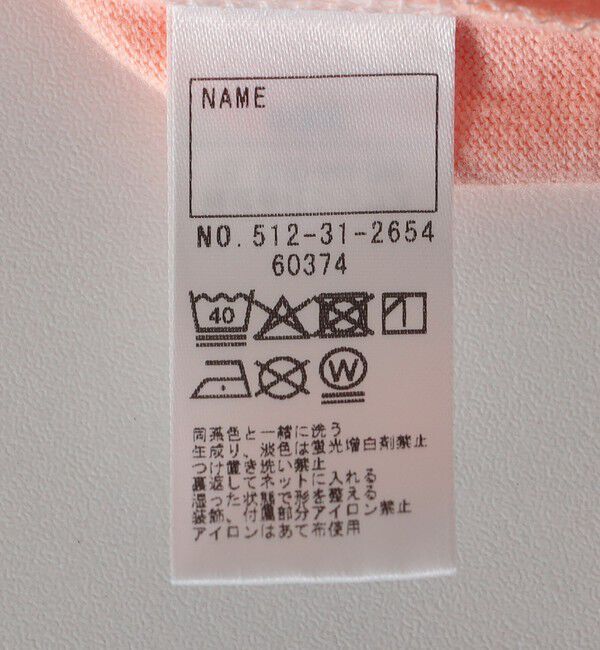 NAME
NO. 512-31-2654
60374
40
W
同系色と一緒に洗う
生成り、淡色は蛍光増白剤禁止
つけ置き洗い禁止
裏返してネットに入れる
湿った状態で形を整える
装飾、付属部分アイロン禁止
アイロンはあて布使用